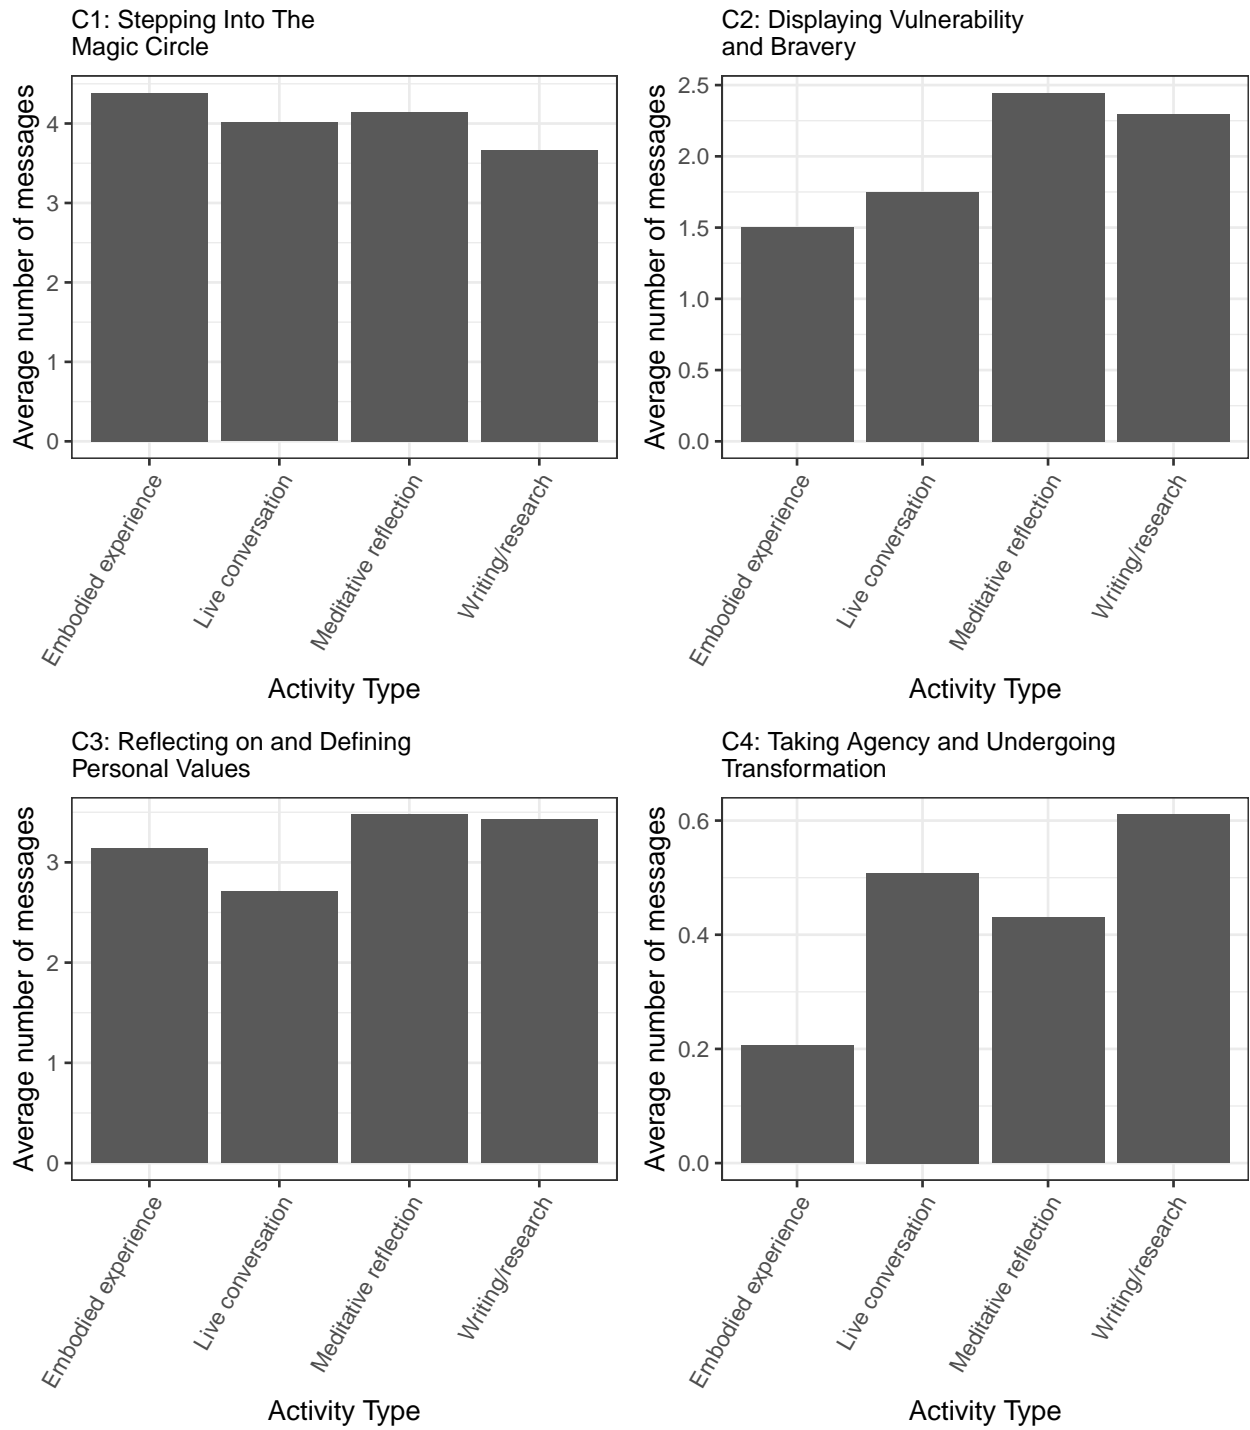 C1: Stepping Into The
Magic Circle
Average number of messages
4
3
2
1
0
Embodied experience
Live conversation
Meditative reflection
Writing/research
Activity Type
C2: Displaying Vulnerability
and Bravery
Average number of messages
2.5
2.0
1.5
1.0
0.5
0.0
Embodied experience
Live conversation
Meditative reflection
Writing/research
Activity Type
C3: Reflecting on and Defining
Personal Values
Average number of messages
3
2
1
0
Embodied experience
Live conversation
Meditative reflection
Writing/research
Activity Type
C4: Taking Agency and Undergoing
Transformation
Average number of messages
0.6
0.4
0.2
0.0
Embodied experience
Live conversation
Meditative reflection
Writing/research
Activity Type